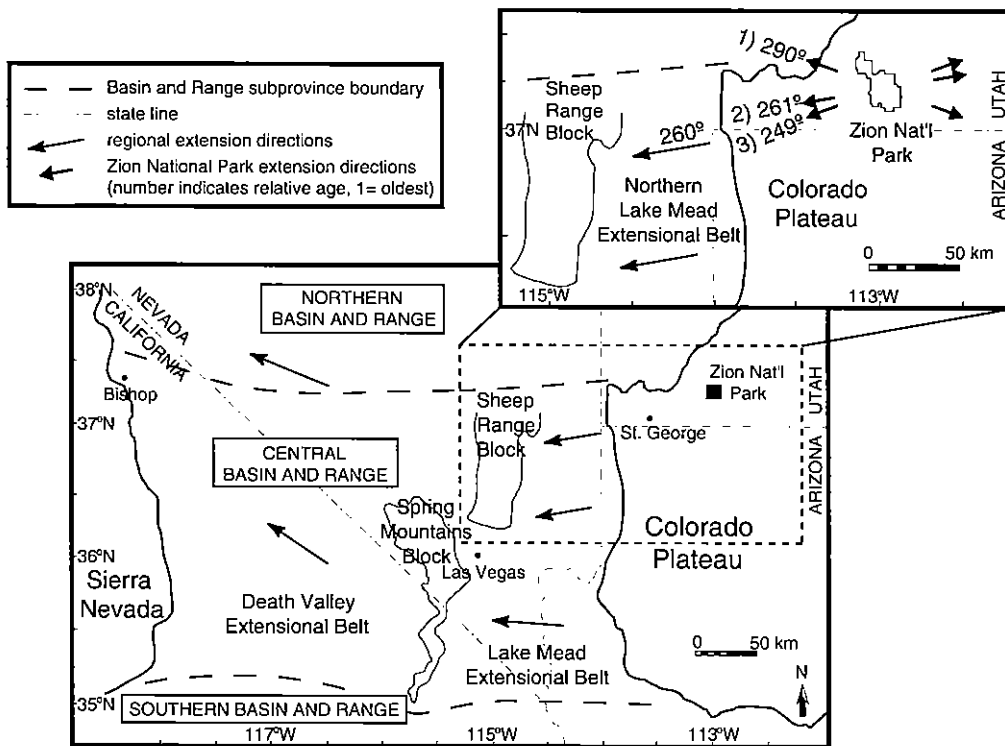 Basin and Range subprovince boundary
state line
regional extension directions
Zion National Park extension directions
(number indicates relative age, 1= oldest)
1) 290º
Sheep
Range
Block
37N
260º
2) 261º
3) 249º
Zion Nat'l
Park
UTAH
ARIZONA
Northern
Lake Mead
Extensional Belt
Colorado
Plateau
0 50 km
115ºW
113ºW
38ºN
NEVADA
CALIFORNIA
NORTHERN
BASIN AND RANGE
Bishop
37ºN
Sheep
Range
Block
Zion Nat'l
Park
St. George
UTAH
ARIZONA
CENTRAL
BASIN AND RANGE
Spring
Mountains
Block
36ºN
Las Vegas
Colorado
Plateau
Sierra
Nevada
Death Valley
Extensional Belt
0 50 km
Lake Mead
Extensional Belt
N
35ºN
SOUTHERN BASIN AND RANGE
117ºW
115ºW
113ºW